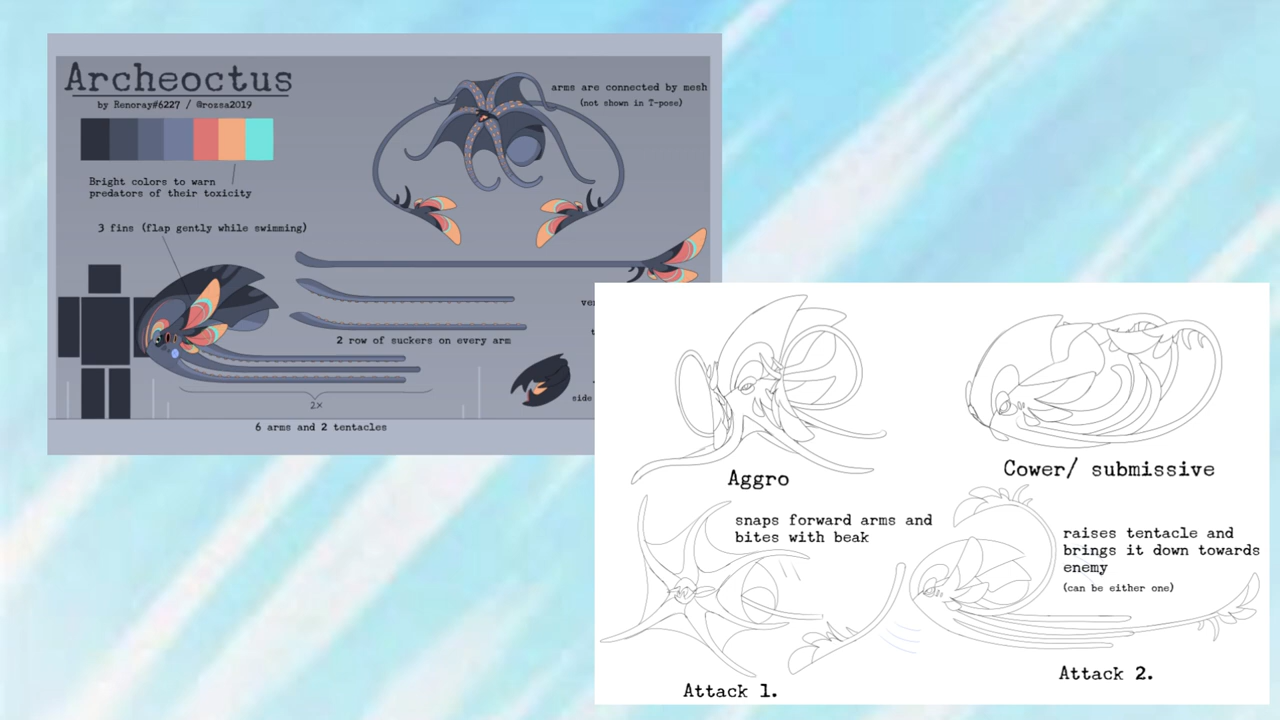 Archeoctus
by Renoray#6227 / @rozsa2019
arms are connected by mesh
(not shown in T-pose)
Bright colors to warn
predators of their toxicity
3 fins (flap gently while swimming)
2 row of suckers on every arm
side
2×
6 arms and 2 tentacles
Aggro
Cower/ submissive
snaps forward arms and
bites with beak
Attack 1.
raises tentacle and
brings it down towards
enemy
(can be either one)
Attack 2.